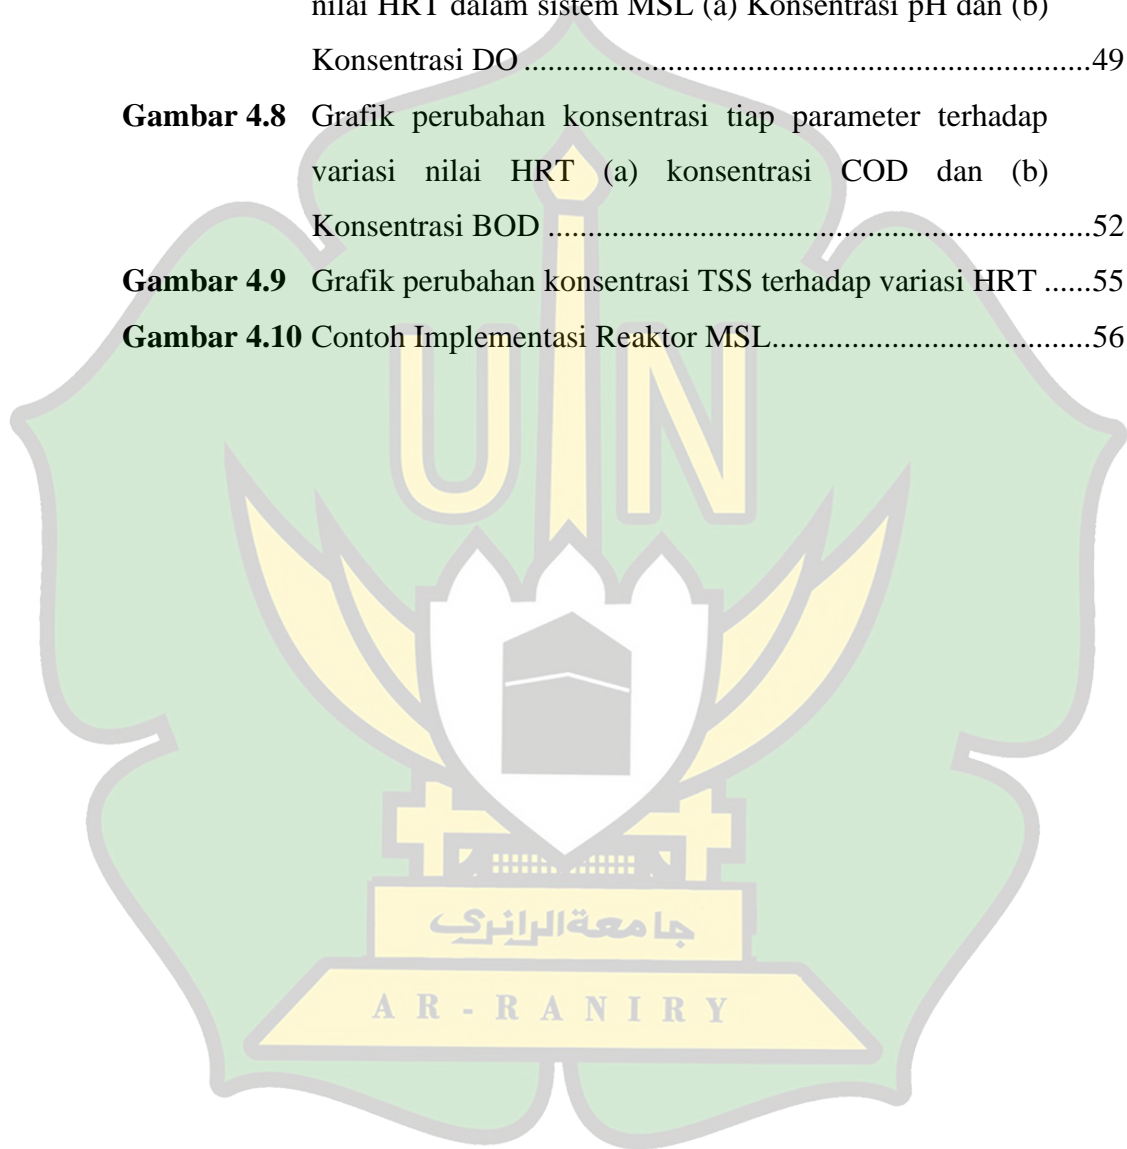 nilai HRT dalam sistem MSL (a) Konsentrasi pH dan (b)
Konsentrasi DO ......................................................................49
Gambar 4.8 Grafik perubahan konsentrasi tiap parameter terhadap
variasi nilai HRT (a) konsentrasi COD dan (b)
Konsentrasi BOD ...................................................................52
Gambar 4.9 Grafik perubahan konsentrasi TSS terhadap variasi HRT ......55
Gambar 4.10 Contoh Implementasi Reaktor MSL.......................................56
UIN
جامعة الرانري
AR-RANIRY